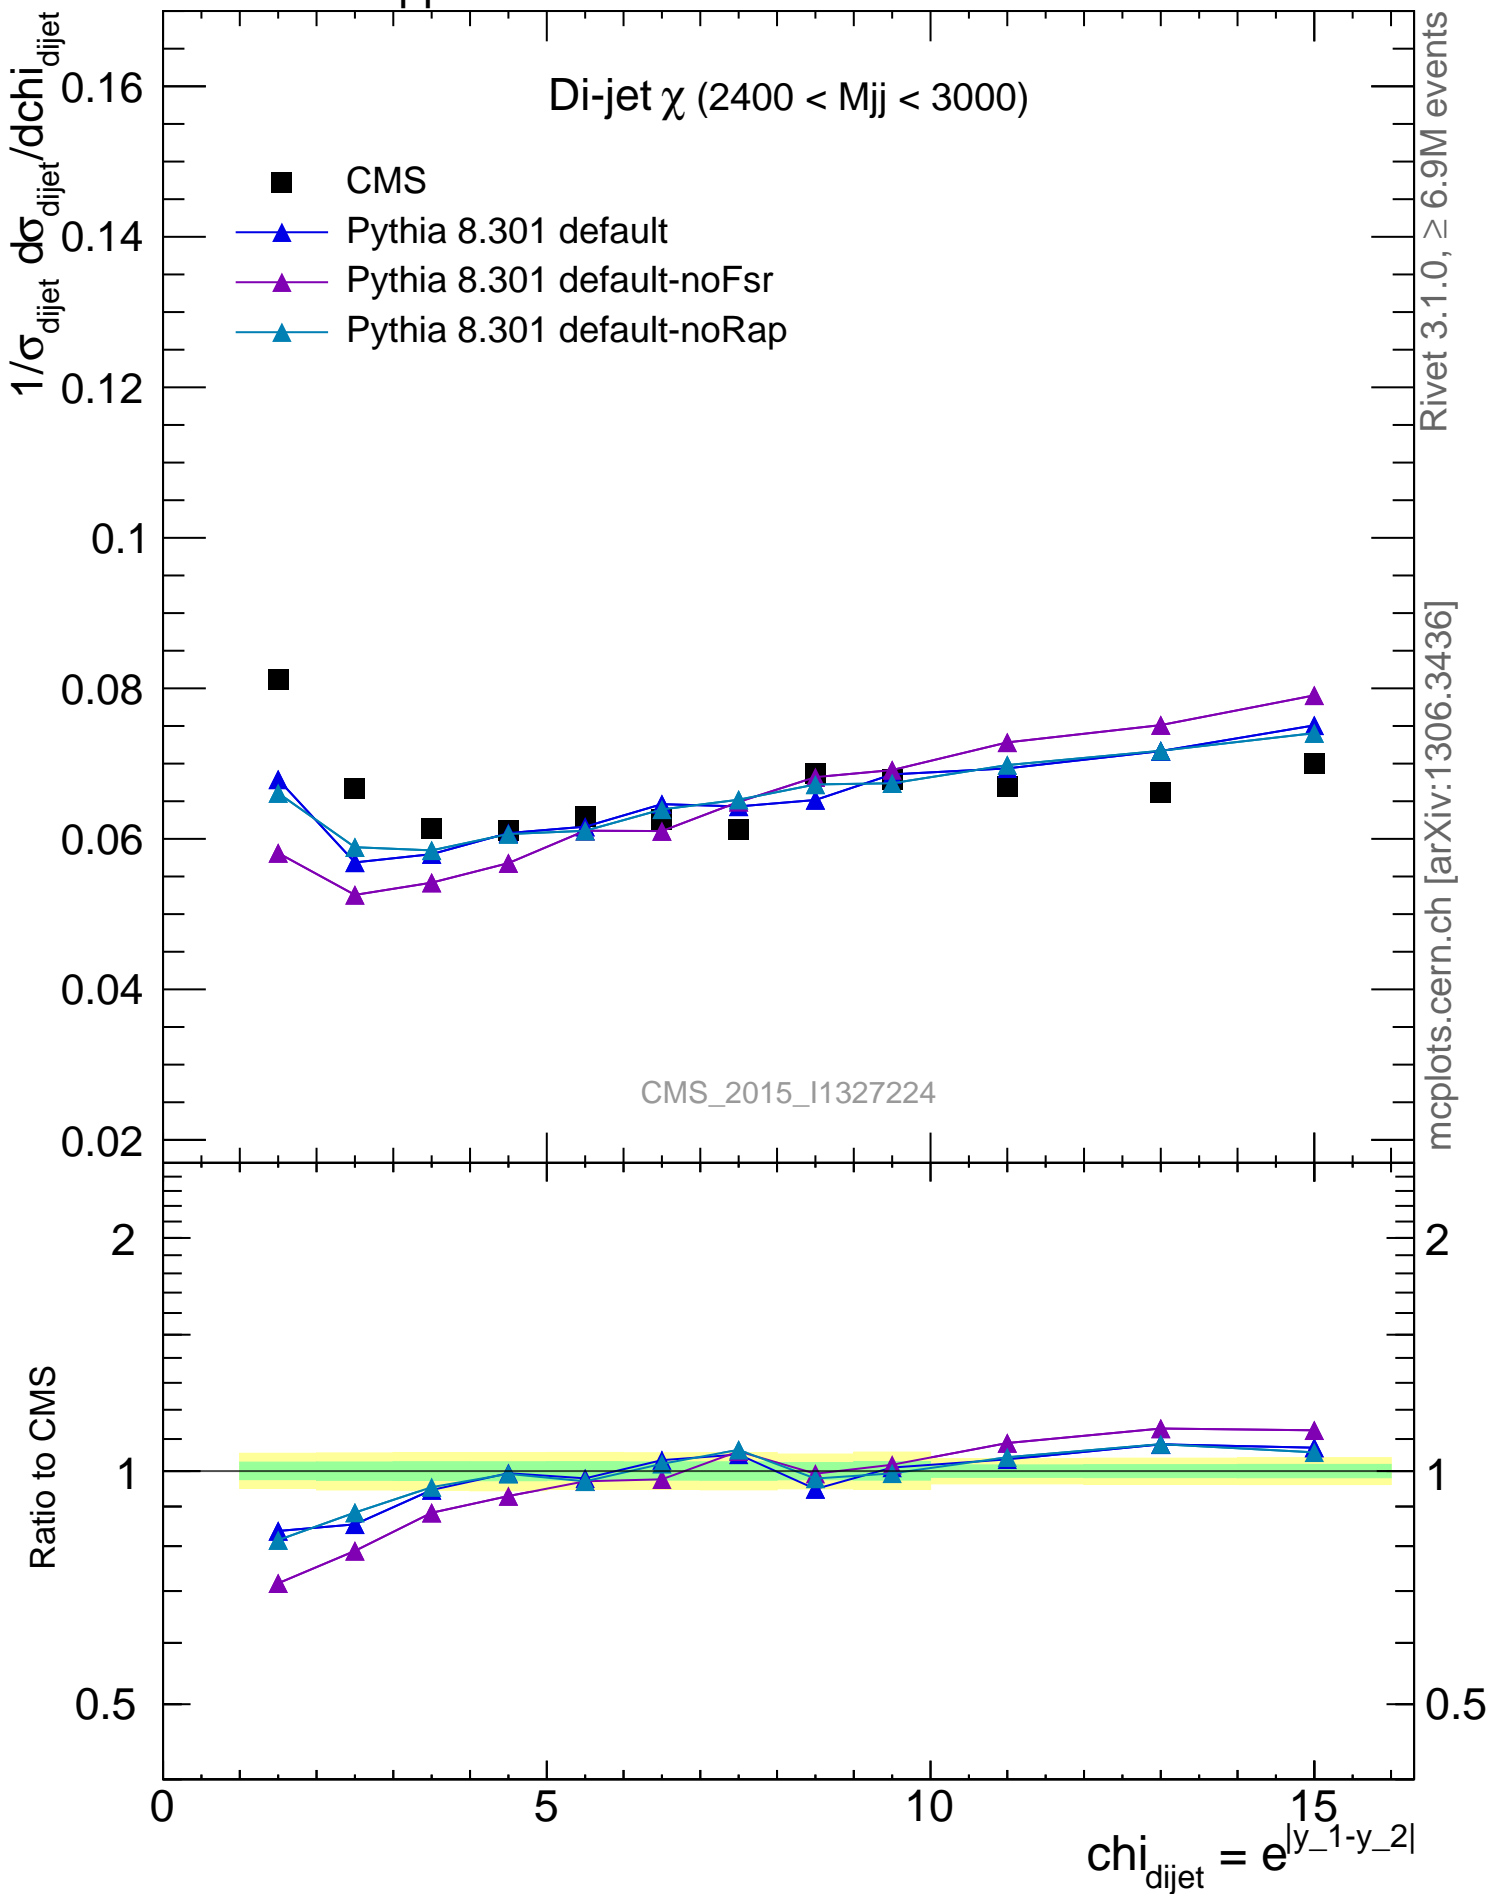 Di-jet χ (2400 < Mjj < 3000)
CMS
Pythia 8.301 default
Pythia 8.301 default-noFsr
Pythia 8.301 default-noRap
1/σdijet dσdijet/dchidijet
0.16
0.14
0.12
0.1
0.08
0.06
0.04
0.02
CMS_2015_I1327224
Rivet 3.1.0, ≥ 6.9M events
mcplots.cern.ch [arXiv:1306.3436]
Ratio to CMS
2
1
0.5
2
1
0.5
0
5
10
15
chidijet = e|y_1-y_2|